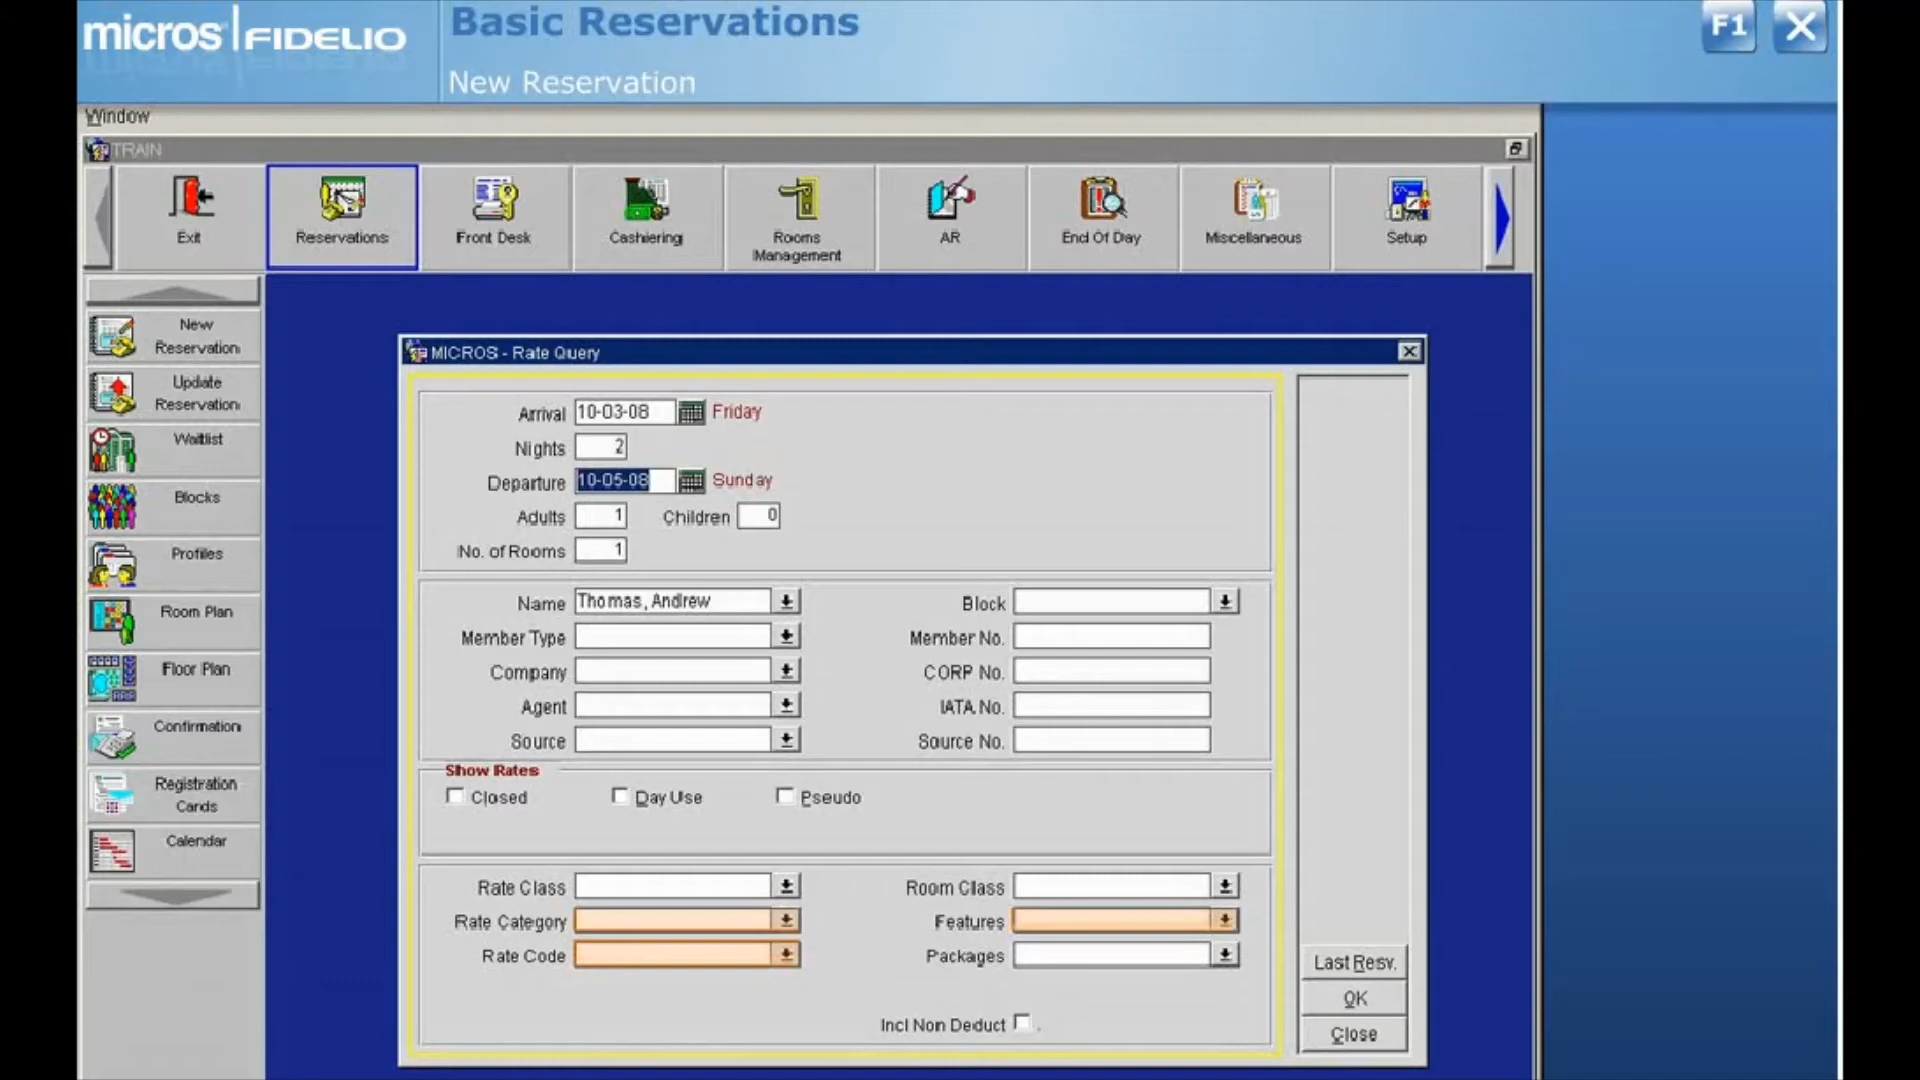 micros FIDELIO
Basic Reservations
New Reservation
F1
Window
TRAIN
Exit
Reservations
Front Desk
Cashiering
Rooms
Management
AR
End Of Day
Miscellaneous
Setup
New
Reservation
Update
Reservation
Waitlist
Blocks
Profiles
Room Plan
Floor Plan
Confirmation
Registration
Cards
Calendar
MICROS - Rate Query
Arrival 10-03-08 Friday
Nights 2
Departure 10-05-08 Sunday
Adults 1 Children 0
No. of Rooms 1
Name Thomas, Andrew Block
Member Type Member No.
Company CORP No.
Agent IATA No.
Source Source No.
Show Rates
Closed Day Use Pseudo
Rate Class Room Class
Rate Category Features
Rate Code Packages
Incl Non Deduct .
Last Resv.
OK
Close